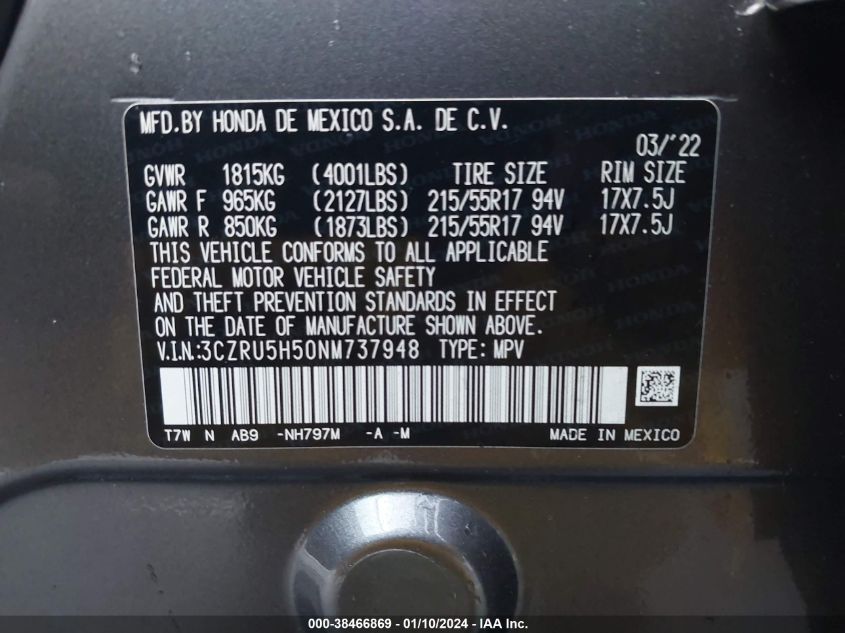 MFD.BY HONDA DE MEXICO S.A. DE C.V.
03/'22
GVWR 1815KG (4001LBS) TIRE SIZE RIM SIZE
GAWR F 965KG (2127LBS) 215/55R17 94V 17X7.5J
GAWR R 850KG (1873LBS) 215/55R17 94V 17X7.5J
THIS VEHICLE CONFORMS TO ALL APPLICABLE
FEDERAL MOTOR VEHICLE SAFETY
AND THEFT PREVENTION STANDARDS IN EFFECT
ON THE DATE OF MANUFACTURE SHOWN ABOVE.
V.I.N.:3CZRU5H50NM737948 TYPE: MPV
T7W N AB9 -NH797M -A -M MADE IN MEXICO
000-38466869 - 01/10/2024 - IAA Inc.